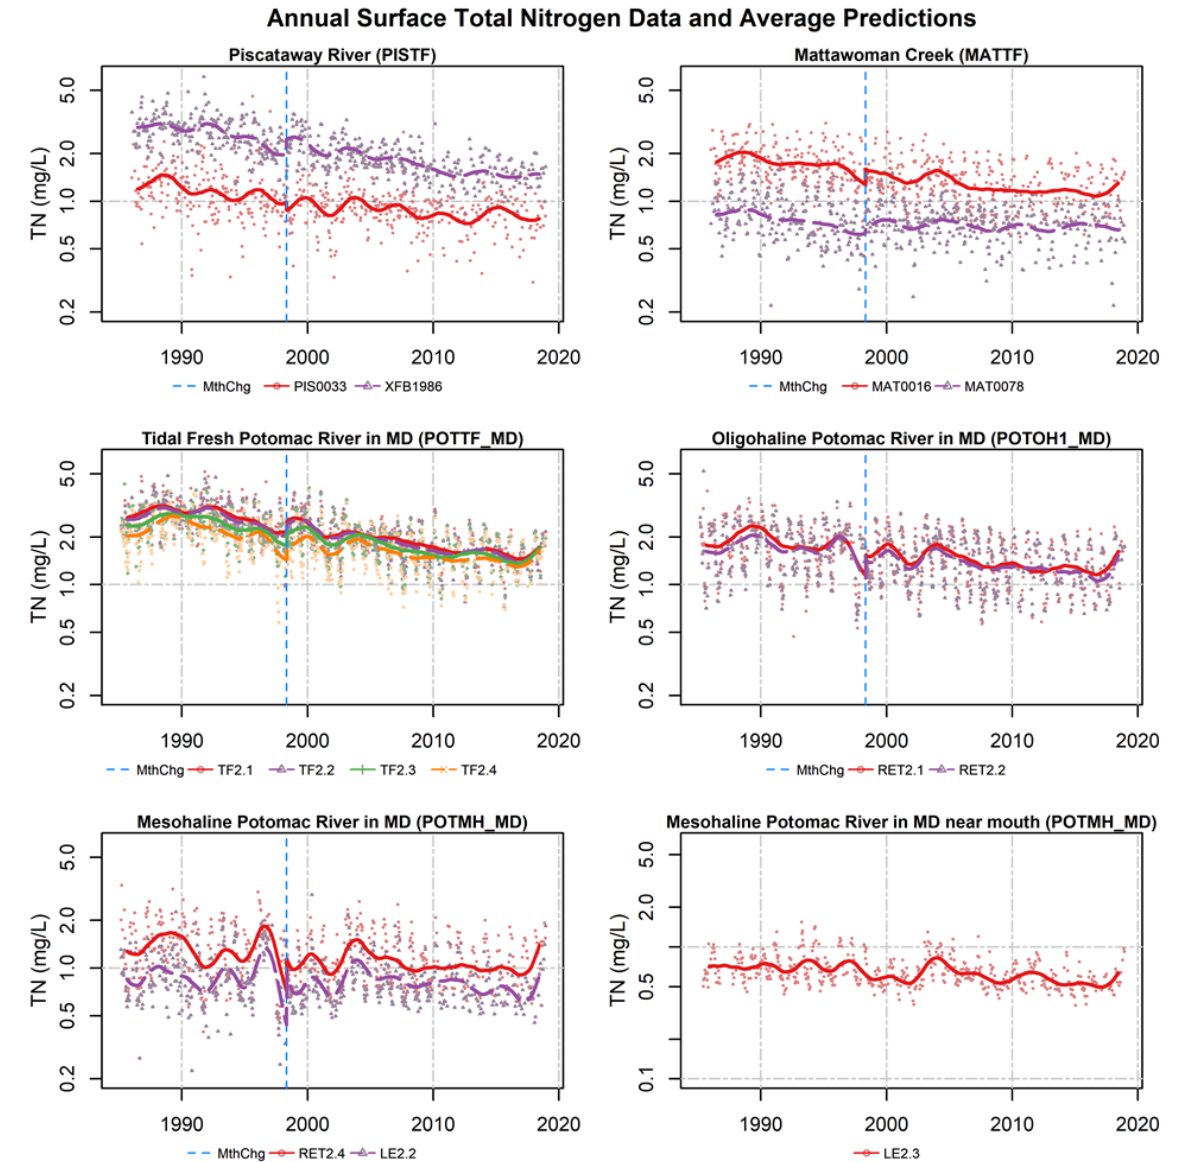 Annual Surface Total Nitrogen Data and Average Predictions
Piscataway River (PISTF)
TN (mg/L)
5.0
2.0
1.0
0.5
0.2
1990 2000 2010 2020
MthChg PIS0033 XFB1986
Mattawoman Creek (MATTF)
TN (mg/L)
5.0
2.0
1.0
0.5
0.2
1990 2000 2010 2020
MthChg MAT0016 MAT0078
Tidal Fresh Potomac River in MD (POTTF_MD)
TN (mg/L)
5.0
2.0
1.0
0.5
0.2
1990 2000 2010 2020
MthChg TF2.1 TF2.2 TF2.3 TF2.4
Oligohaline Potomac River in MD (POTOH1_MD)
TN (mg/L)
5.0
2.0
1.0
0.5
0.2
1990 2000 2010 2020
MthChg RET2.1 RET2.2
Mesohaline Potomac River in MD (POTMH_MD)
TN (mg/L)
5.0
2.0
1.0
0.5
0.2
1990 2000 2010 2020
MthChg RET2.4 LE2.2
Mesohaline Potomac River in MD near mouth (POTMH_MD)
TN (mg/L)
5.0
2.0
0.5
0.1
1990 2000 2010 2020
LE2.3